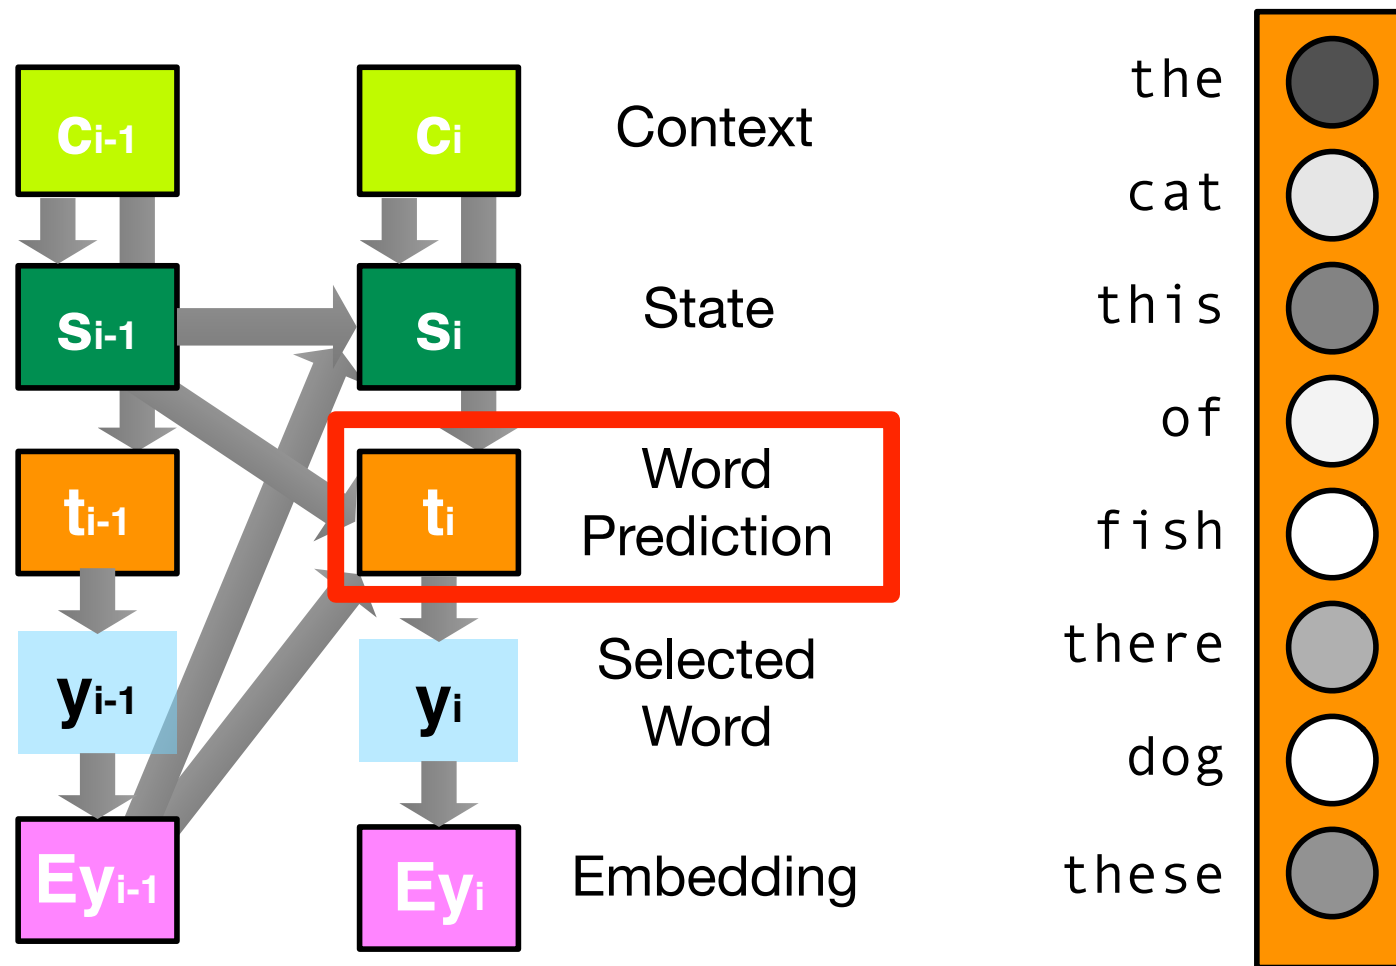 cᵢ₋₁ cᵢ Context
sᵢ₋₁ sᵢ State
tᵢ₋₁ tᵢ Word
Prediction
yᵢ₋₁ yᵢ Selected
Word
Eyᵢ₋₁ Eyᵢ Embedding
the
cat
this
of
fish
there
dog
these